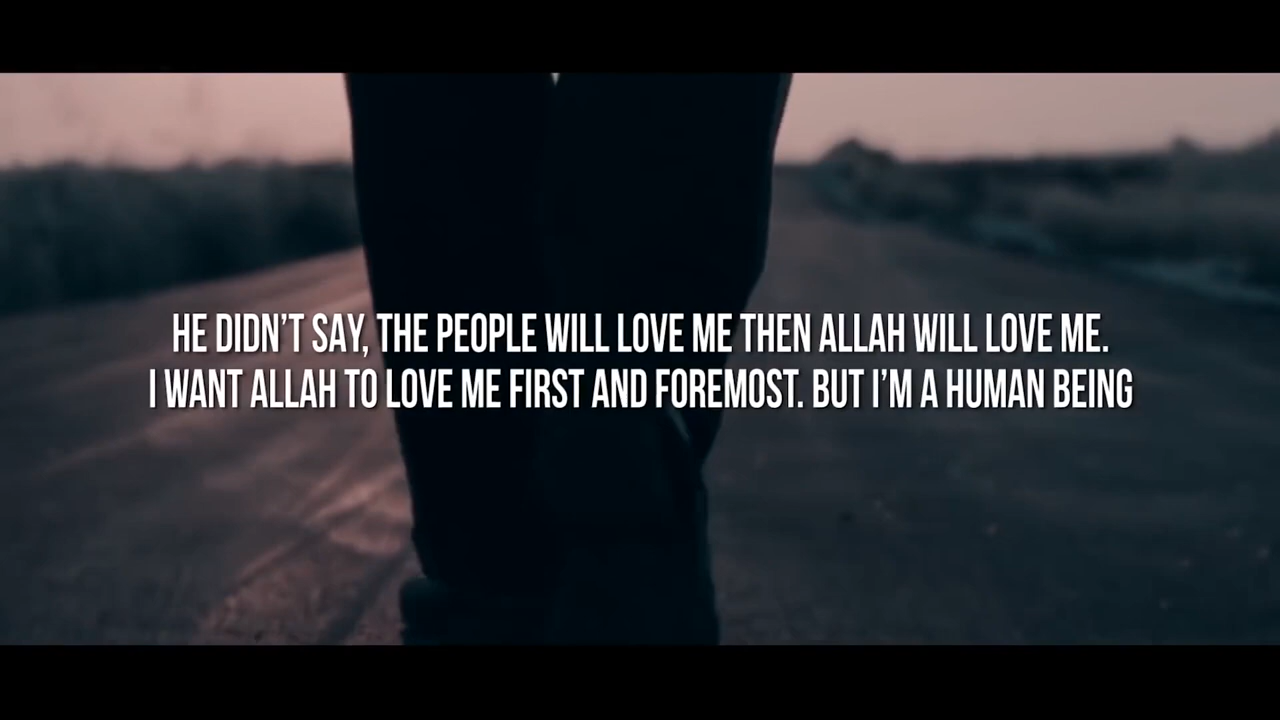 HE DIDN’T SAY, THE PEOPLE WILL LOVE ME THEN ALLAH WILL LOVE ME.
I WANT ALLAH TO LOVE ME FIRST AND FOREMOST. BUT I’M A HUMAN BEING